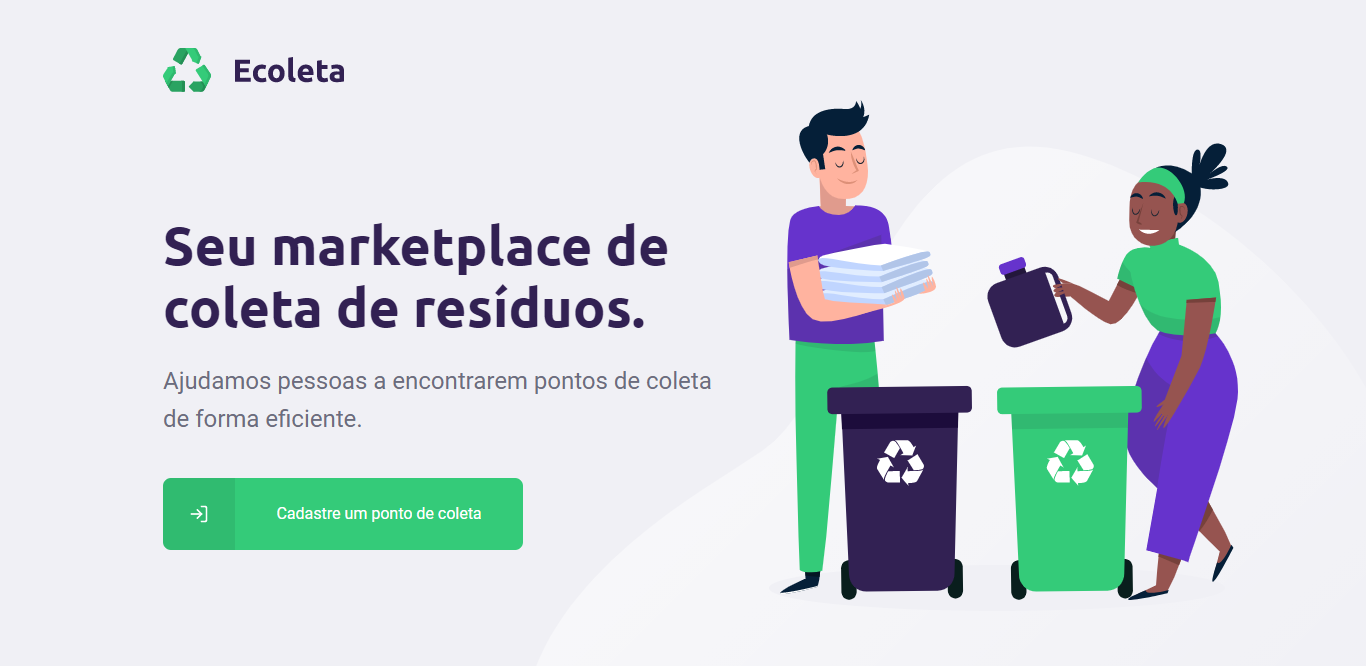 Ecoleta
Seu marketplace de
coleta de resíduos.
Ajudamos pessoas a encontrarem pontos de coleta
de forma eficiente.
Cadastre um ponto de coleta